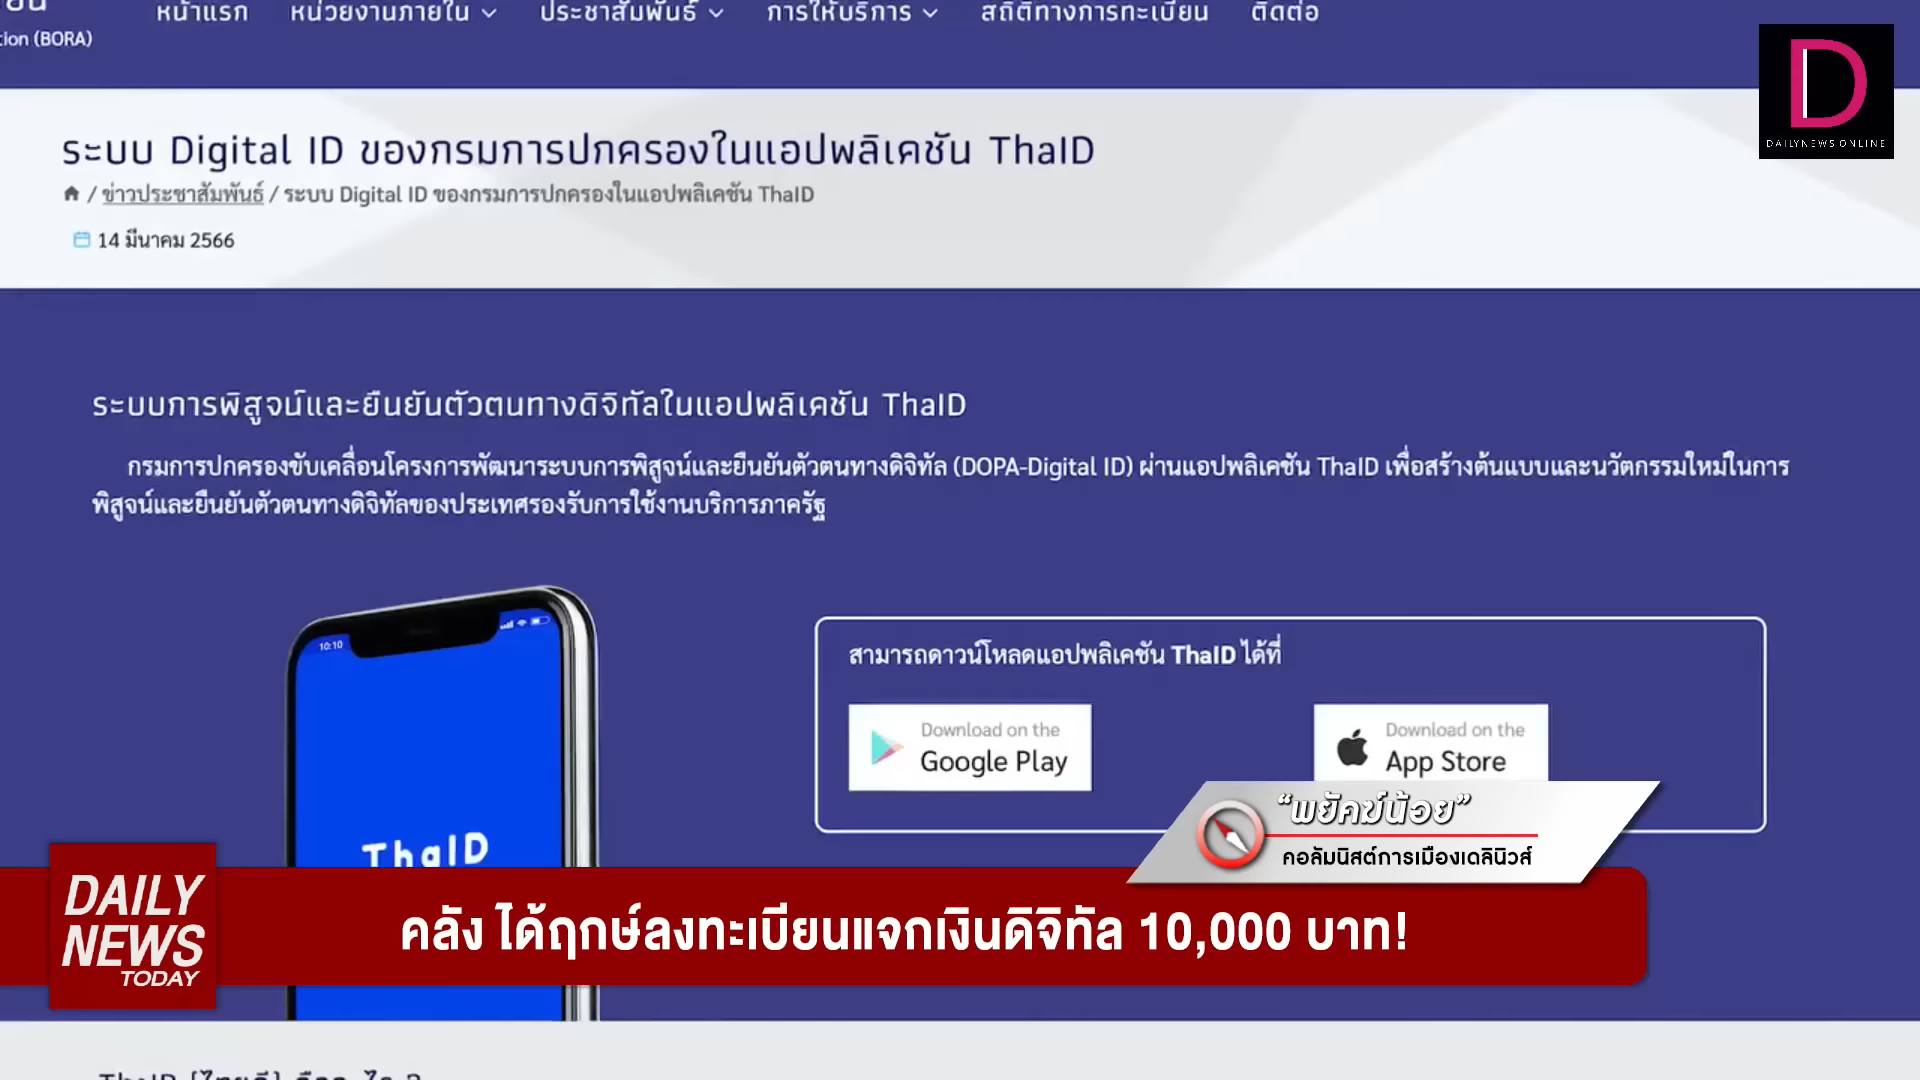 หน้าแรก หน่วยงานภายใน ประชาสัมพันธ์ การให้บริการ สถิติทางการทะเบียน ติดต่อ
tion (BORA)
DAILYNEWS ONLINE
ระบบ Digital ID ของกรมการปกครองในแอปพลิเคชัน ThaID
/ ข่าวประชาสัมพันธ์ / ระบบ Digital ID ของกรมการปกครองในแอปพลิเคชัน ThaID
14 มีนาคม 2566
ระบบการพิสูจน์และยืนยันตัวตนทางดิจิทัลในแอปพลิเคชัน ThaID
กรมการปกครองขับเคลื่อนโครงการพัฒนาระบบการพิสูจน์และยืนยันตัวตนทางดิจิทัล (DOPA-Digital ID) ผ่านแอปพลิเคชัน ThaID เพื่อสร้างต้นแบบและนวัตกรรมใหม่ในการ
พิสูจน์และยืนยันตัวตนทางดิจิทัลของประเทศรองรับการใช้งานบริการภาครัฐ
10:10
ThaID
สามารถดาวน์โหลดแอปพลิเคชัน ThaID ได้ที่
Download on the
Google Play
Download on the
App Store
“พยัคฆ์น้อย”
คอลัมนิสต์การเมืองเดลินิวส์
DAILY
NEWS
TODAY
คลัง ได้ฤกษ์ลงทะเบียนแจกเงินดิจิทัล 10,000 บาท!